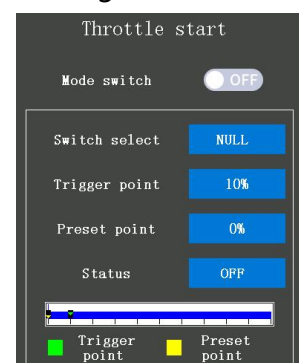 Throttle start
Mode switch OFF
Switch select NULL
Trigger point 10%
Preset point 0%
Status OFF
Trigger point Preset point